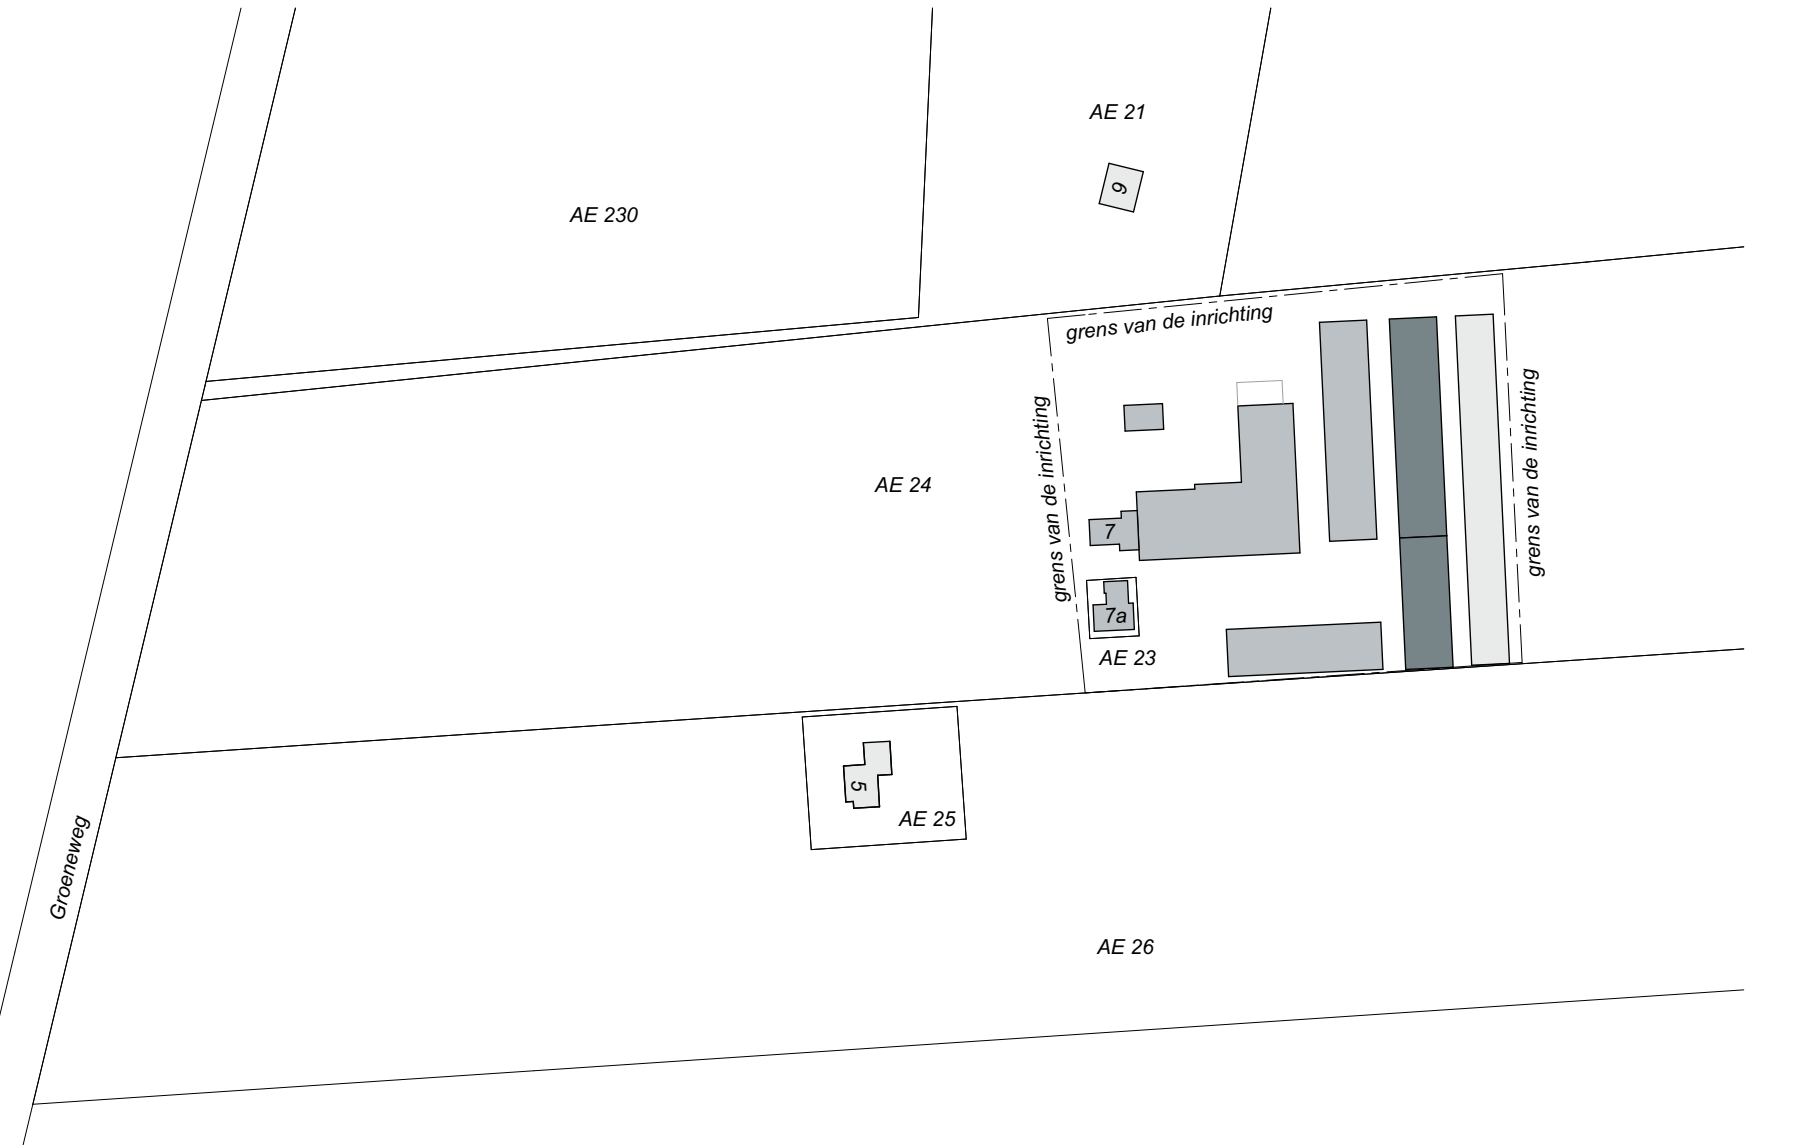 AE 21
6
AE 230
grens van de inrichting
grens van de inrichting
grens van de inrichting
AE 24
7
7a
AE 23
5
AE 25
Groeneweg
AE 26